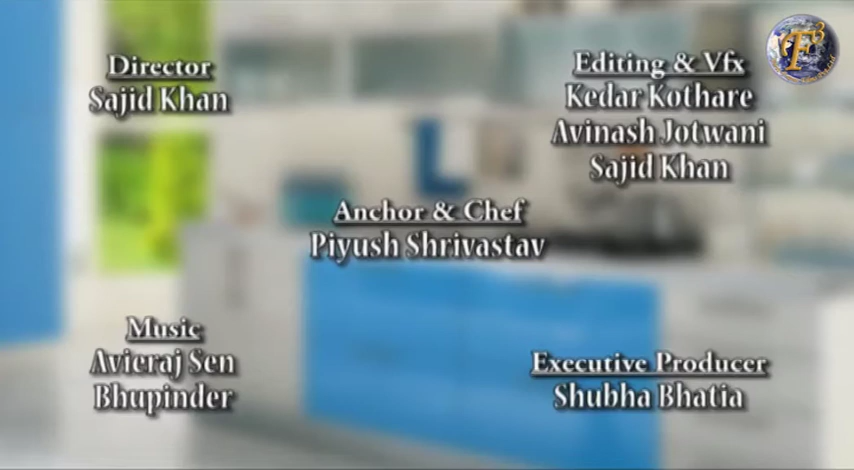 Director
Sajid Khan
Editing & Vfx
Kedar Kothare
Avinash Jotwani
Sajid Khan
Anchor & Chef
Piyush Shrivastav
Music
Avieraj Sen
Bhupinder
Executive Producer
Shubha Bhatia